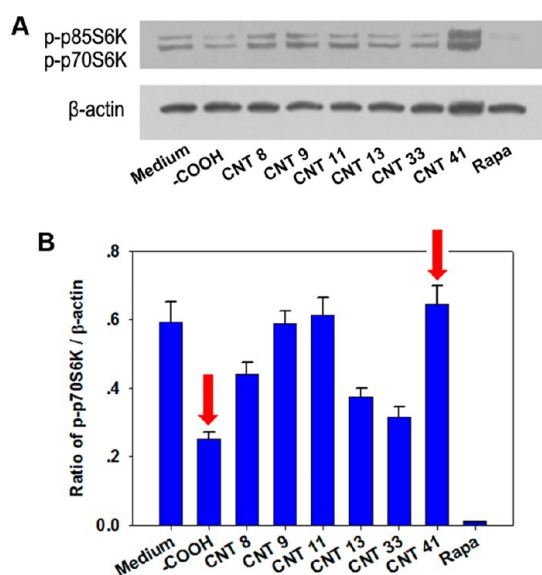 A
p-p85S6K
p-p70S6K
β-actin
Medium
-COOH
CNT 8
CNT 9
CNT 11
CNT 13
CNT 33
CNT 41
Rapa
B
Ratio of p-p70S6K / β-actin
.8
.6
.4
.2
0.0
Medium
-COOH
CNT 8
CNT 9
CNT 11
CNT 13
CNT 33
CNT 41
Rapa